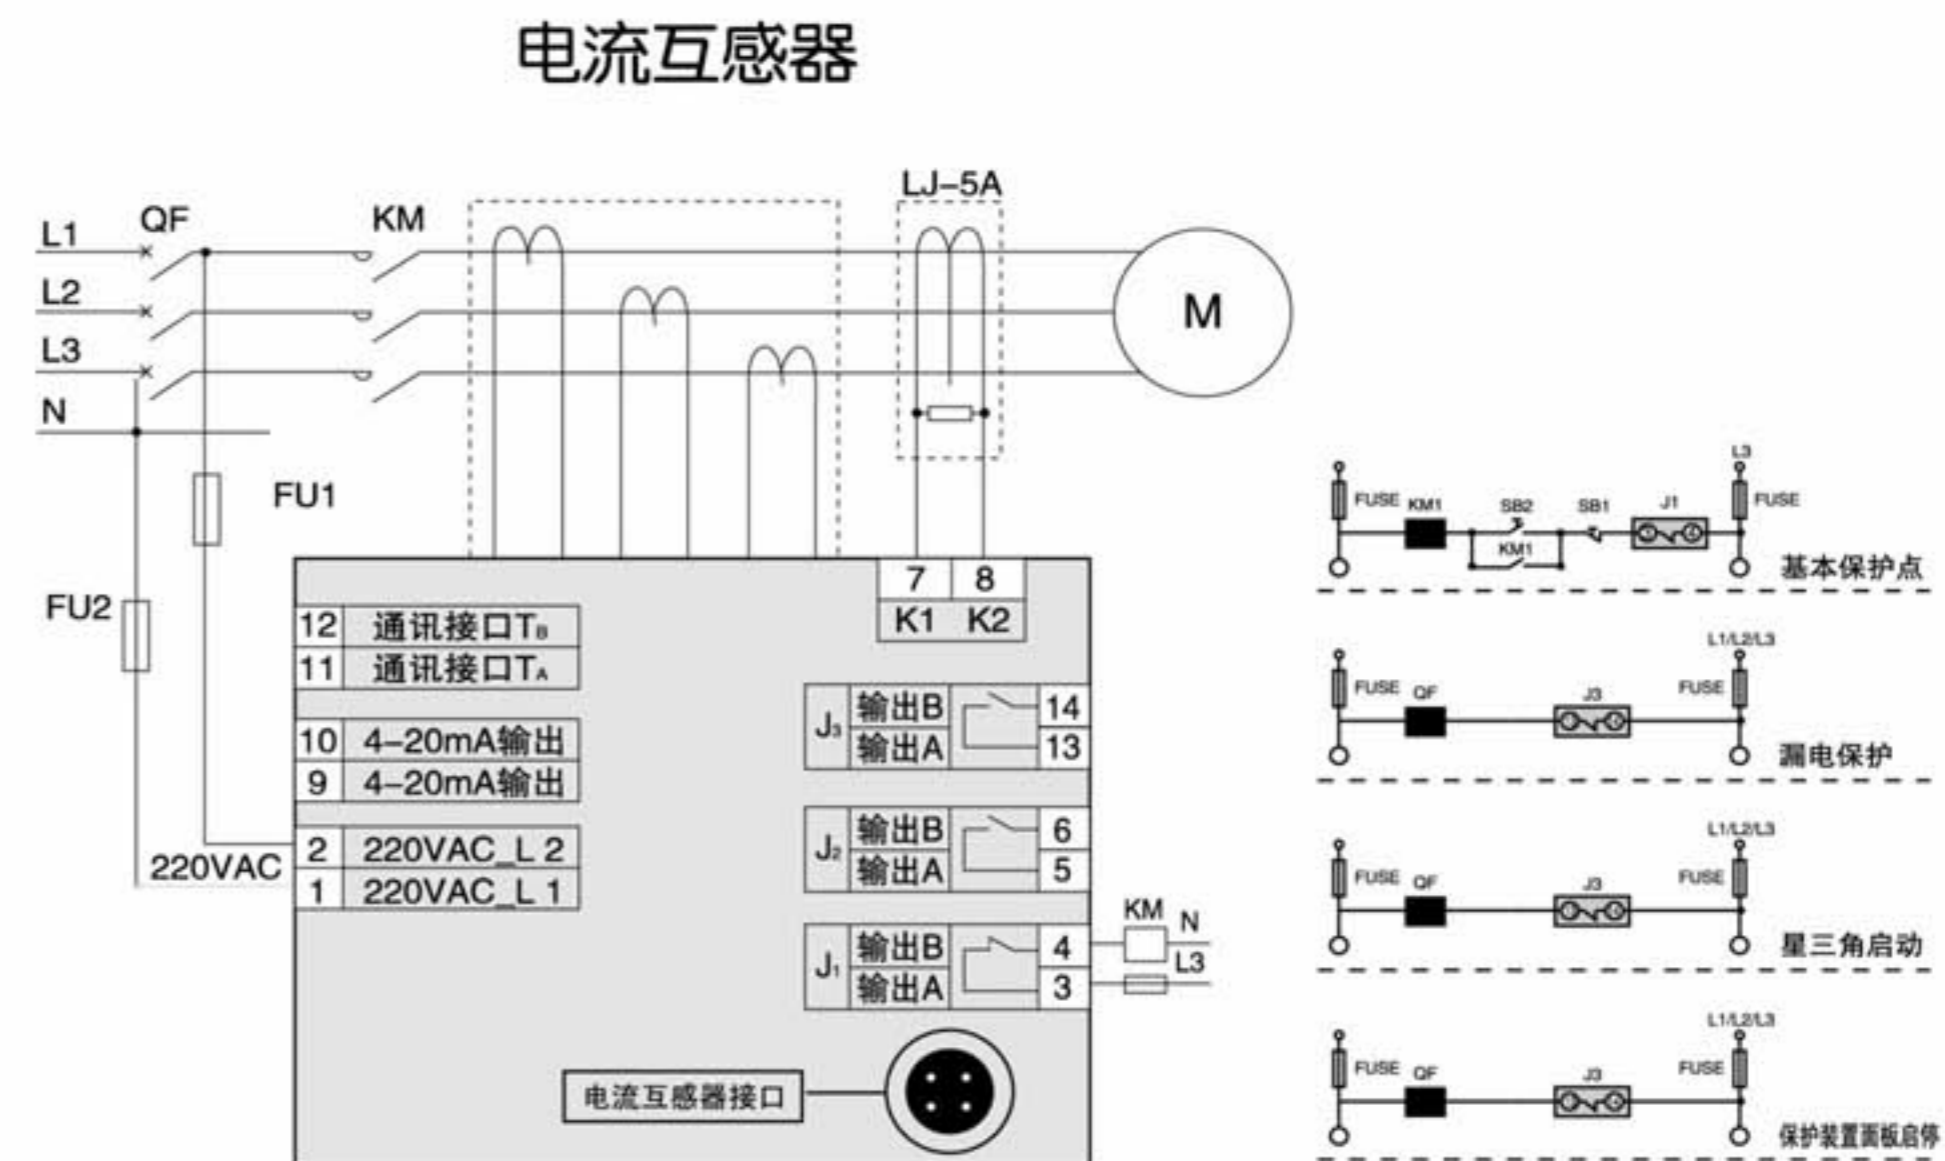 电流互感器
LJ-5A
QF
KM
L1
L2
L3
N
M
FU1
FU2
220VAC
7 8
K1 K2
12 通讯接口TB
11 通讯接口TA
10 4-20mA输出
9 4-20mA输出
2 220VAC_L 2
1 220VAC_L 1
J3 输出B 14
输出A 13
J2 输出B 6
输出A 5
J1 输出B 4
输出A 3
KM N
L3
电流互感器接口
L3
FUSE KM1 SB2 SB1 J1 FUSE
KM1
基本保护点
L1/L2/L3
FUSE QF J3 FUSE
漏电保护
L1/L2/L3
FUSE QF J3 FUSE
星三角启动
L1/L2/L3
FUSE QF J3 FUSE
保护装置面板启停